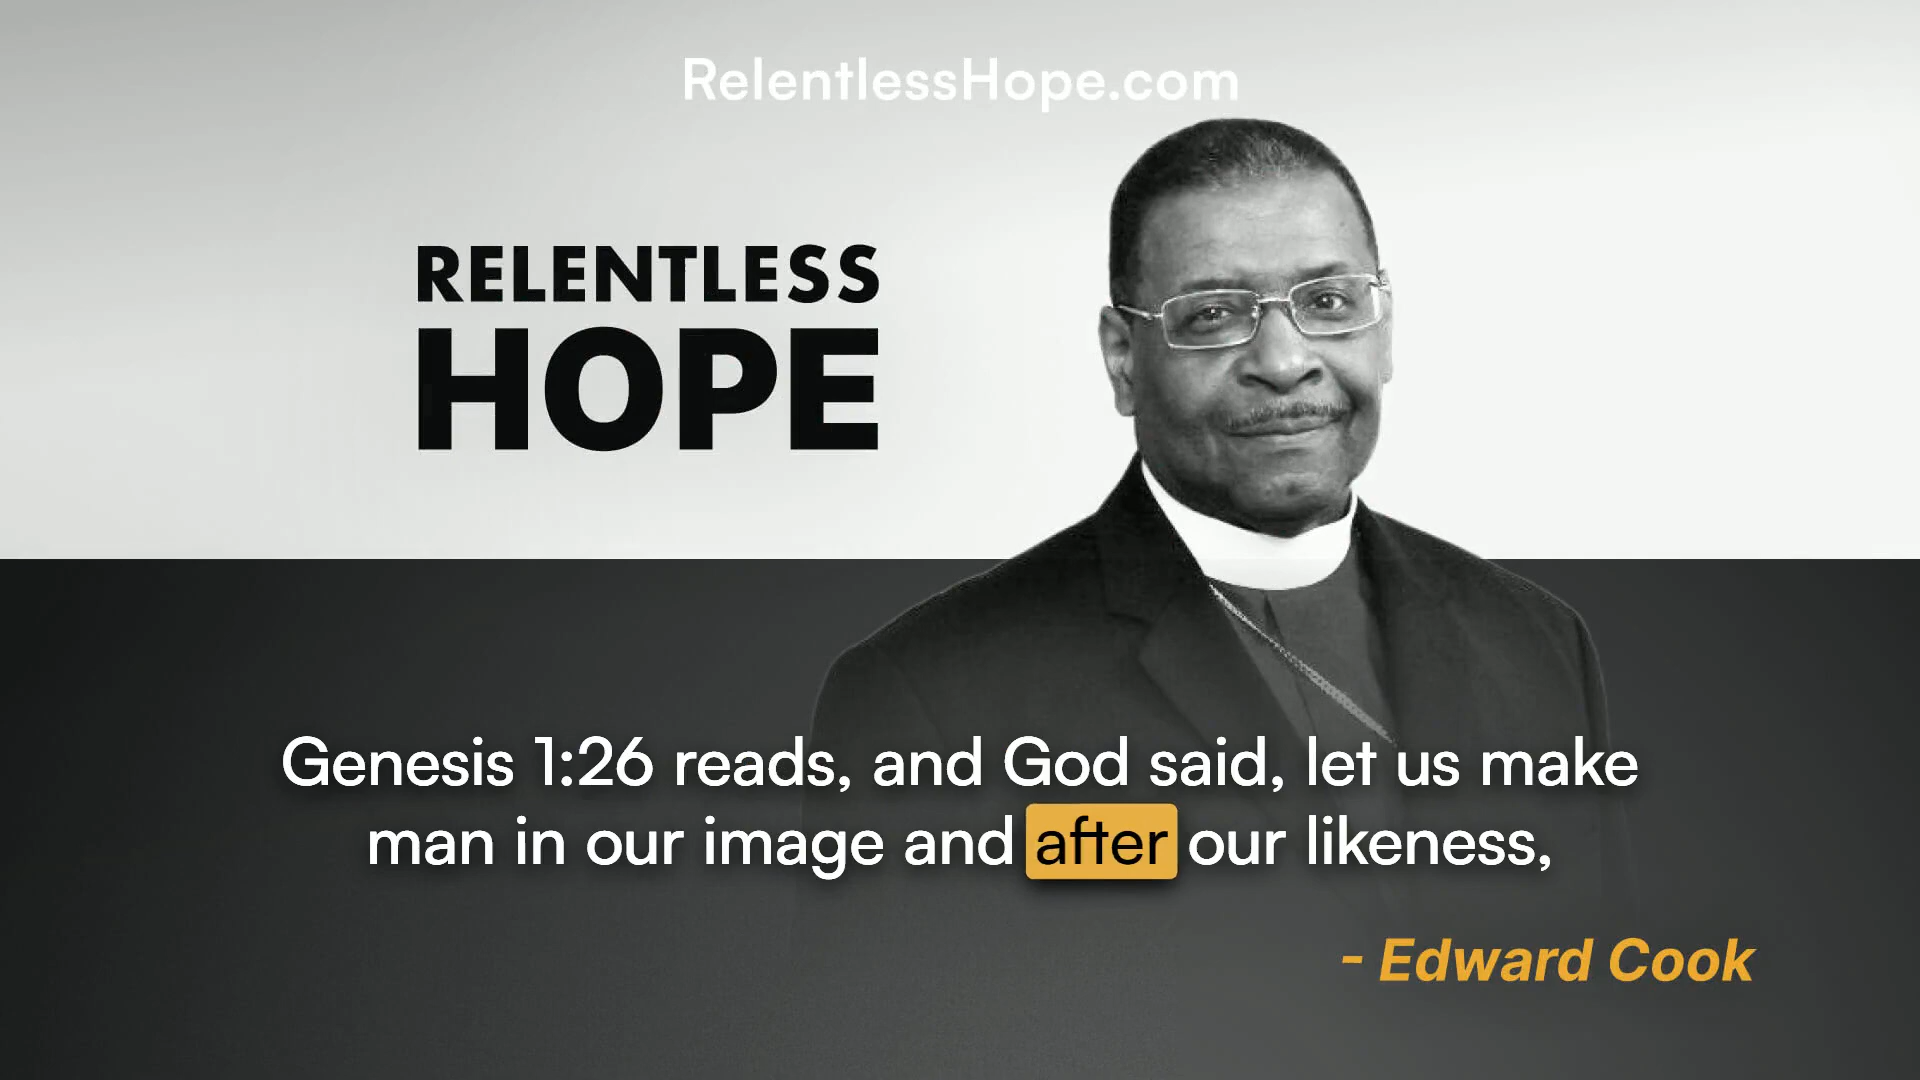 RelentlessHope.com
RELENTLESS
HOPE
Genesis 1:26 reads, and God said, let us make
man in our image and after our likeness,
- Edward Cook